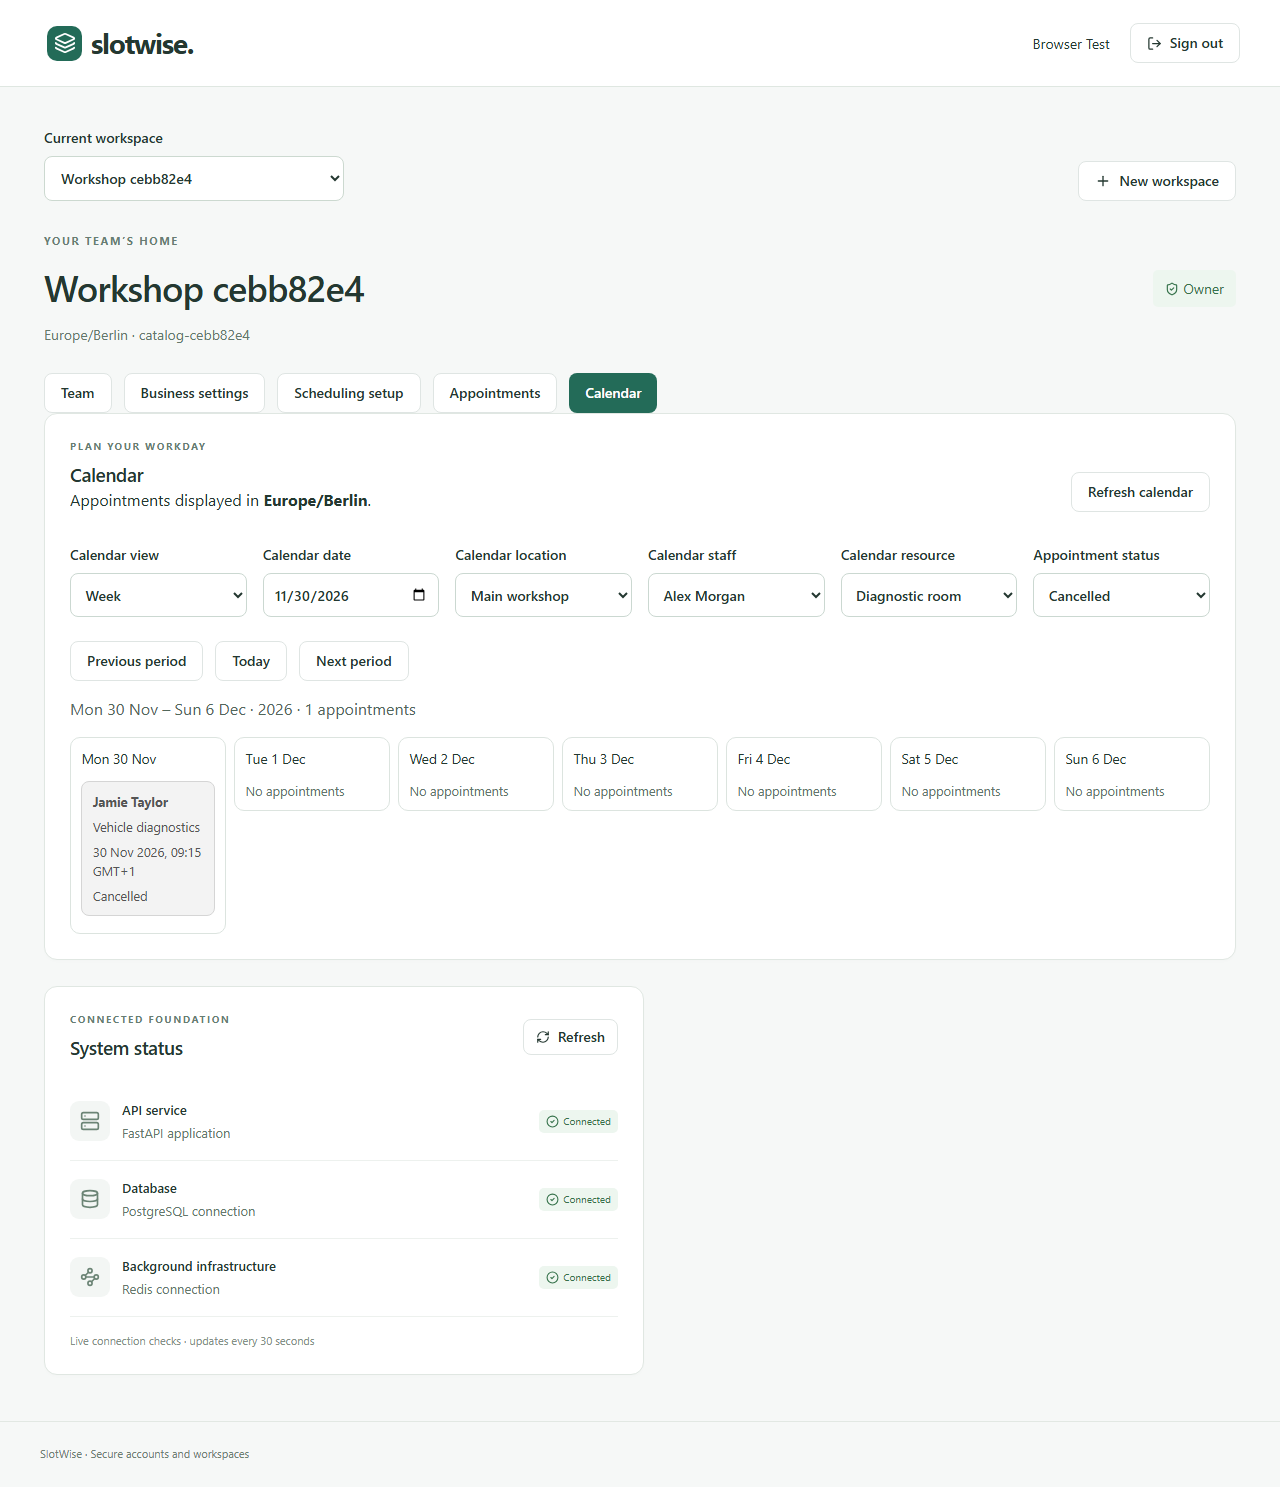 slotwise.
Browser Test
Sign out
Current workspace
Workshop cebb82e4
New workspace
YOUR TEAM'S HOME
Workshop cebb82e4
Owner
Europe/Berlin · catalog-cebb82e4
Team
Business settings
Scheduling setup
Appointments
Calendar
PLAN YOUR WORKDAY
Calendar
Appointments displayed in Europe/Berlin.
Refresh calendar
Calendar view
Calendar date
Calendar location
Calendar staff
Calendar resource
Appointment status
Week
11/30/2026
Main workshop
Alex Morgan
Diagnostic room
Cancelled
Previous period
Today
Next period
Mon 30 Nov – Sun 6 Dec · 2026 · 1 appointments
Mon 30 Nov
Jamie Taylor
Vehicle diagnostics
30 Nov 2026, 09:15
GMT+1
Cancelled
Tue 1 Dec
No appointments
Wed 2 Dec
No appointments
Thu 3 Dec
No appointments
Fri 4 Dec
No appointments
Sat 5 Dec
No appointments
Sun 6 Dec
No appointments
CONNECTED FOUNDATION
System status
Refresh
API service
FastAPI application
Connected
Database
PostgreSQL connection
Connected
Background infrastructure
Redis connection
Connected
Live connection checks · updates every 30 seconds
SlotWise · Secure accounts and workspaces